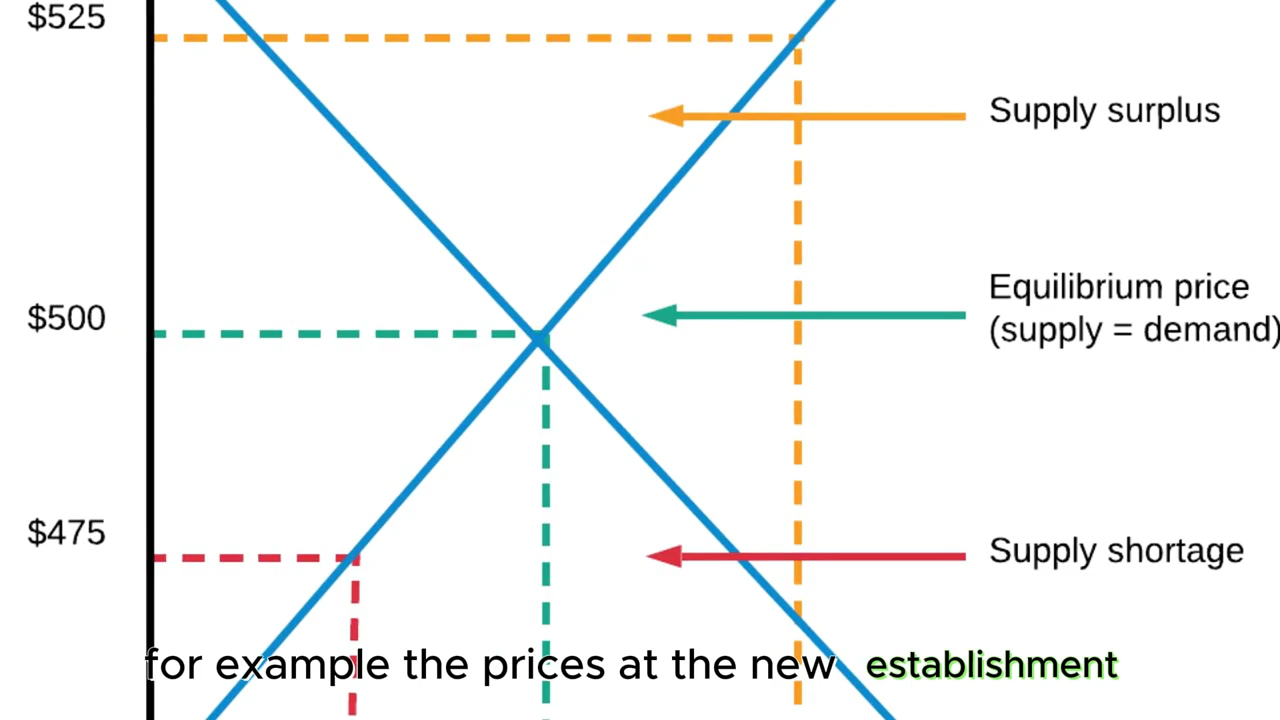 $525
Supply surplus
Equilibrium price
$500
(supply = demand)
$475
Supply shortage
for example the prices at the new establishment